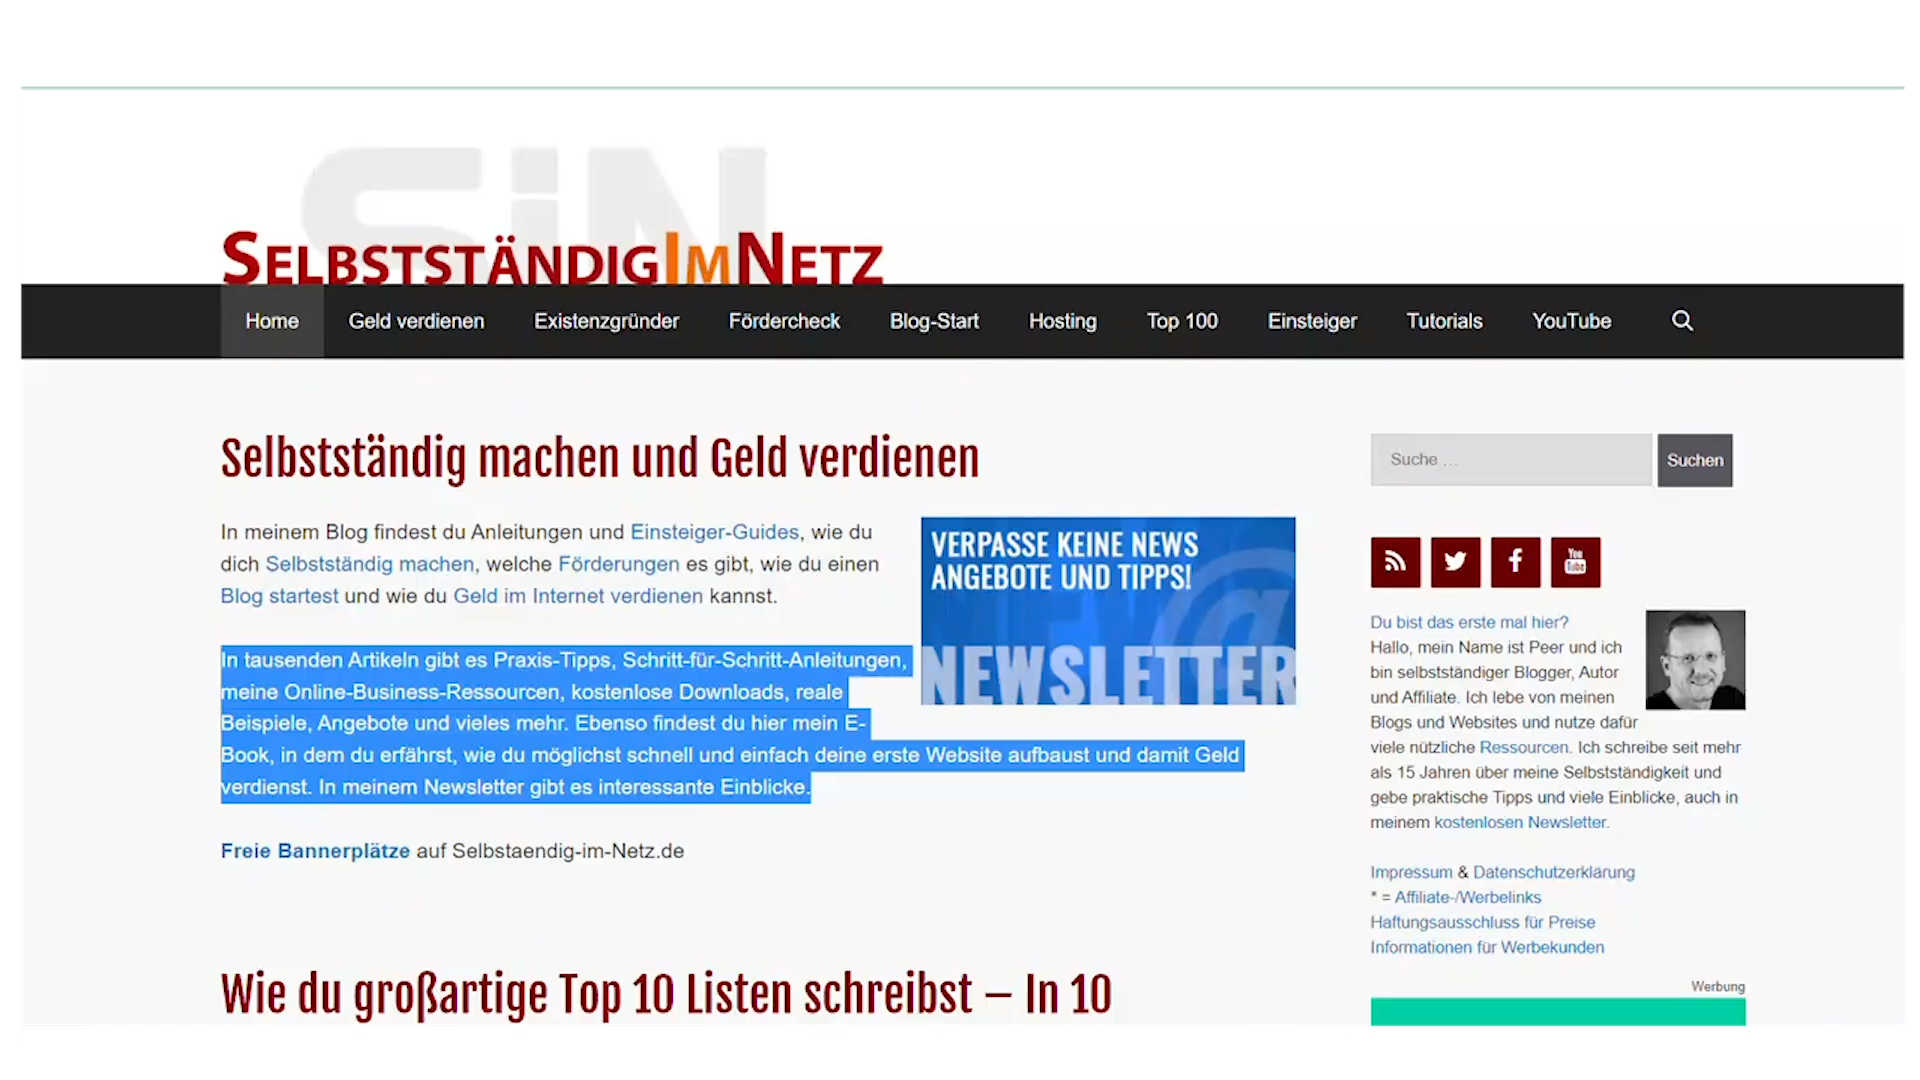 SiN
SELBSTSTÄNDIGIMNETZ
Home Geld verdienen Existenzgründer Fördercheck Blog-Start Hosting Top 100 Einsteiger Tutorials YouTube
Selbstständig machen und Geld verdienen
In meinem Blog findest du Anleitungen und Einsteiger-Guides, wie du
dich Selbstständig machen, welche Förderungen es gibt, wie du einen
Blog startest und wie du Geld im Internet verdienen kannst.
VERPASSE KEINE NEWS
ANGEBOTE UND TIPPS!
NEWSLETTER
In tausenden Artikeln gibt es Praxis-Tipps, Schritt-für-Schritt-Anleitungen,
meine Online-Business-Ressourcen, kostenlose Downloads, reale
Beispiele, Angebote und vieles mehr. Ebenso findest du hier mein E-
Book, in dem du erfährst, wie du möglichst schnell und einfach deine erste Website aufbaust und damit Geld
verdienst. In meinem Newsletter gibt es interessante Einblicke.
Freie Bannerplätze auf Selbstaendig-im-Netz.de
Wie du großartige Top 10 Listen schreibst – In 10
Suche ...
Suchen
You
Tube
Du bist das erste mal hier?
Hallo, mein Name ist Peer und ich
bin selbstständiger Blogger, Autor
und Affiliate. Ich lebe von meinen
Blogs und Websites und nutze dafür
viele nützliche Ressourcen. Ich schreibe seit mehr
als 15 Jahren über meine Selbstständigkeit und
gebe praktische Tipps und viele Einblicke, auch in
meinem kostenlosen Newsletter.
Impressum & Datenschutzerklärung
* = Affiliate-/Werbelinks
Haftungsausschluss für Preise
Informationen für Werbekunden
Werbung